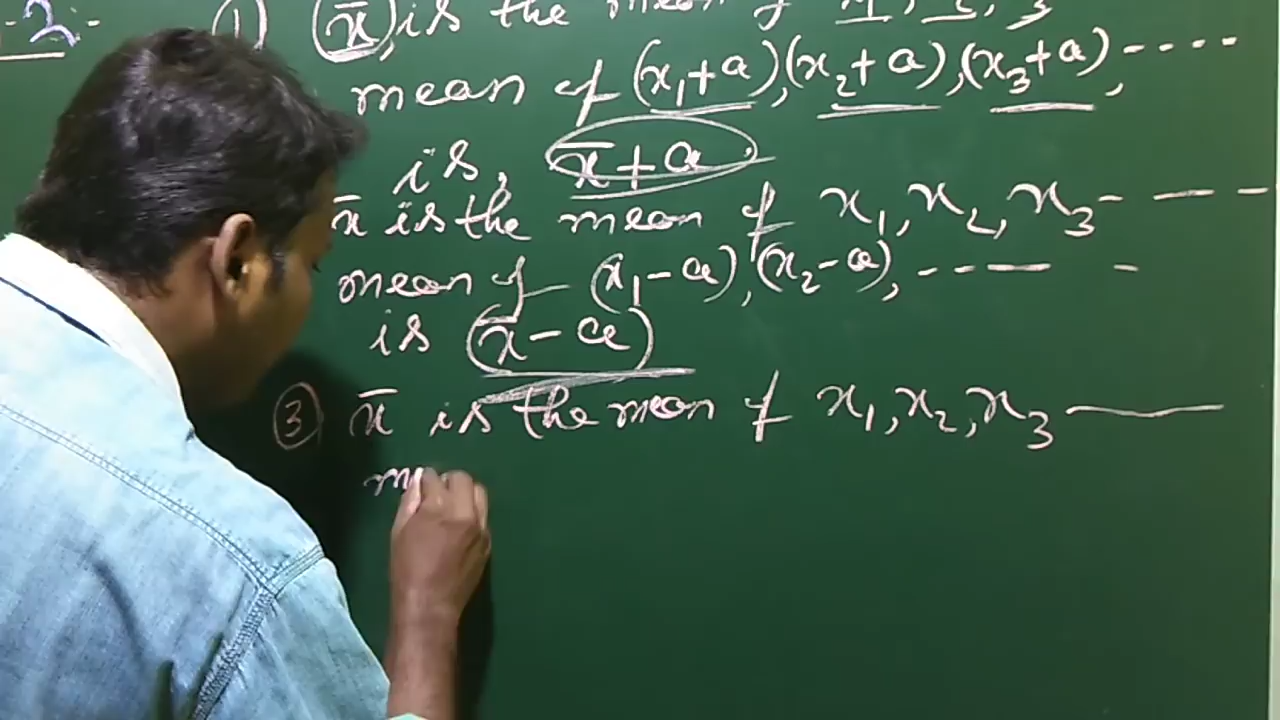 2
(1) (x̄) is the mean of x₁, x₂, x₃
mean of (x₁+a), (x₂+a), (x₃+a), ----
is, x̄+a.
x̄ is the mean of x₁, x₂, x₃- — -
mean of (x₁-a), (x₂-a), ---- -
is (x̄-a)
(3) x̄ is the mean of x₁, x₂, x₃ ——
m